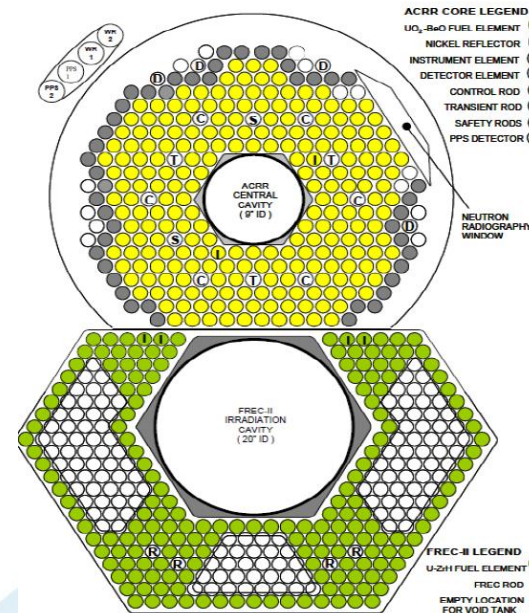 ACRR CORE LEGEND
UO₂-BeO FUEL ELEMENT
NICKEL REFLECTOR
INSTRUMENT ELEMENT
DETECTOR ELEMENT
CONTROL ROD
TRANSIENT ROD
SAFETY RODS
PPS DETECTOR
WR
2
WR
1
PPS
1
PPS
2
D
D
D
C
S
C
T
I
T
ACRR
CENTRAL
CAVITY
( 9" ID )
C
C
D
S
I
C
T
C
NEUTRON
RADIOGRAPHY
WINDOW
I
I
I
I
FREC-II
IRRADIATION
CAVITY
( 20" ID )
R
R
R
R
FREC-II LEGEND
U-ZrH FUEL ELEMENT
FREC ROD
EMPTY LOCATION
FOR VOID TANK